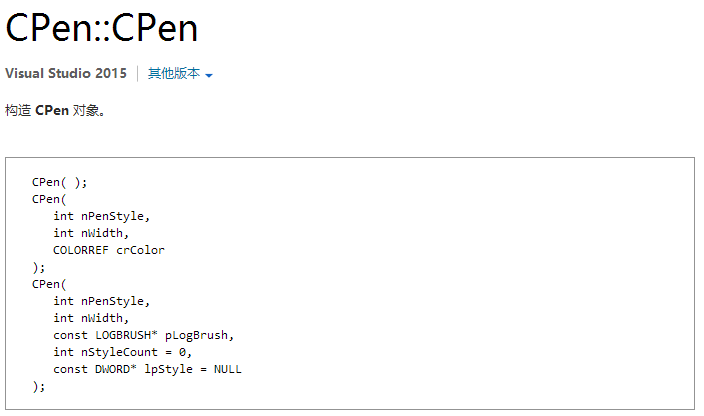 CPen::CPen
Visual Studio 2015 | 其他版本
构造 CPen 对象。
CPen( );
CPen(
   int nPenStyle,
   int nWidth,
   COLORREF crColor
);
CPen(
   int nPenStyle,
   int nWidth,
   const LOGBRUSH* pLogBrush,
   int nStyleCount = 0,
   const DWORD* lpStyle = NULL
);